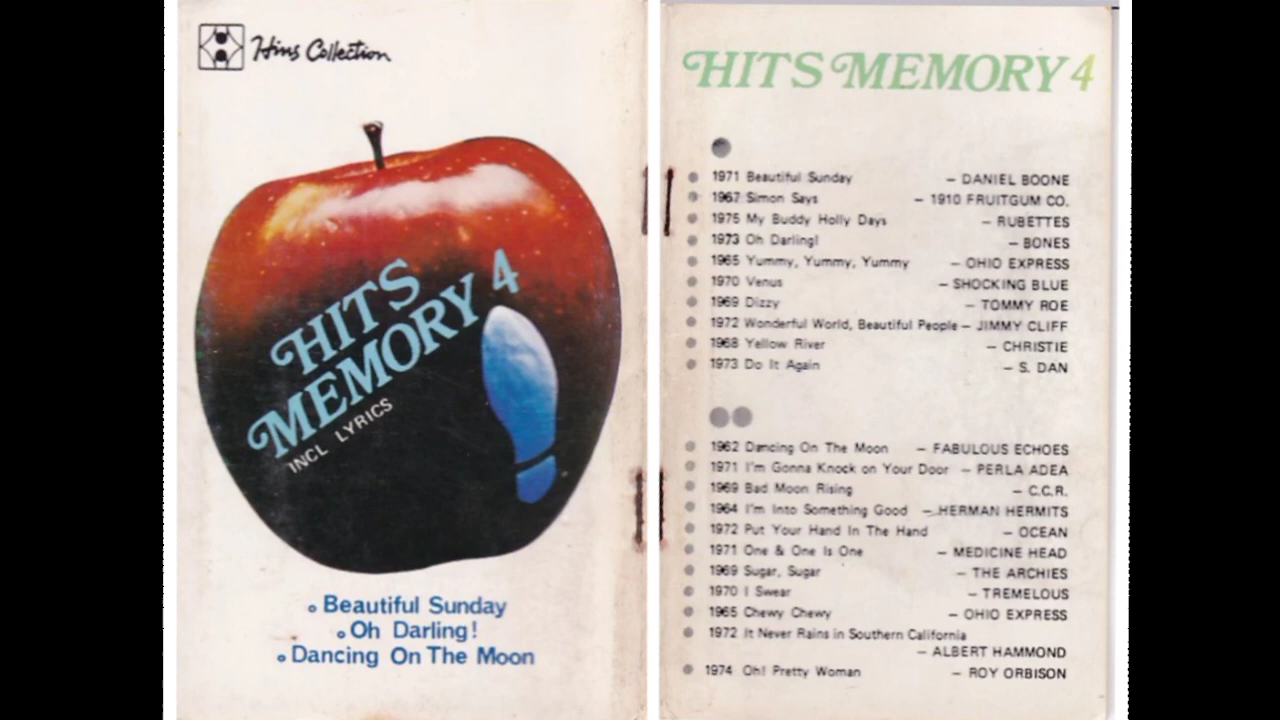 Hins Collection
HITS
MEMORY 4
INCL LYRICS
Beautiful Sunday
Oh Darling!
Dancing On The Moon
HITS MEMORY 4
1971 Beautiful Sunday – DANIEL BOONE
1967 Simon Says – 1910 FRUITGUM CO.
1975 My Buddy Holly Days – RUBETTES
1973 Oh Darling! – BONES
1965 Yummy, Yummy, Yummy – OHIO EXPRESS
1970 Venus – SHOCKING BLUE
1969 Dizzy – TOMMY ROE
1972 Wonderful World, Beautiful People – JIMMY CLIFF
1968 Yellow River – CHRISTIE
1973 Do It Again – S. DAN
1962 Dancing On The Moon – FABULOUS ECHOES
1971 I'm Gonna Knock on Your Door – PERLA ADEA
1969 Bad Moon Rising – C.C.R.
1964 I'm Into Something Good – HERMAN HERMITS
1972 Put Your Hand In The Hand – OCEAN
1971 One & One Is One – MEDICINE HEAD
1969 Sugar, Sugar – THE ARCHIES
1970 I Swear – TREMELOUS
1965 Chewy Chewy – OHIO EXPRESS
1972 It Never Rains in Southern California
– ALBERT HAMMOND
1974 Oh! Pretty Woman – ROY ORBISON